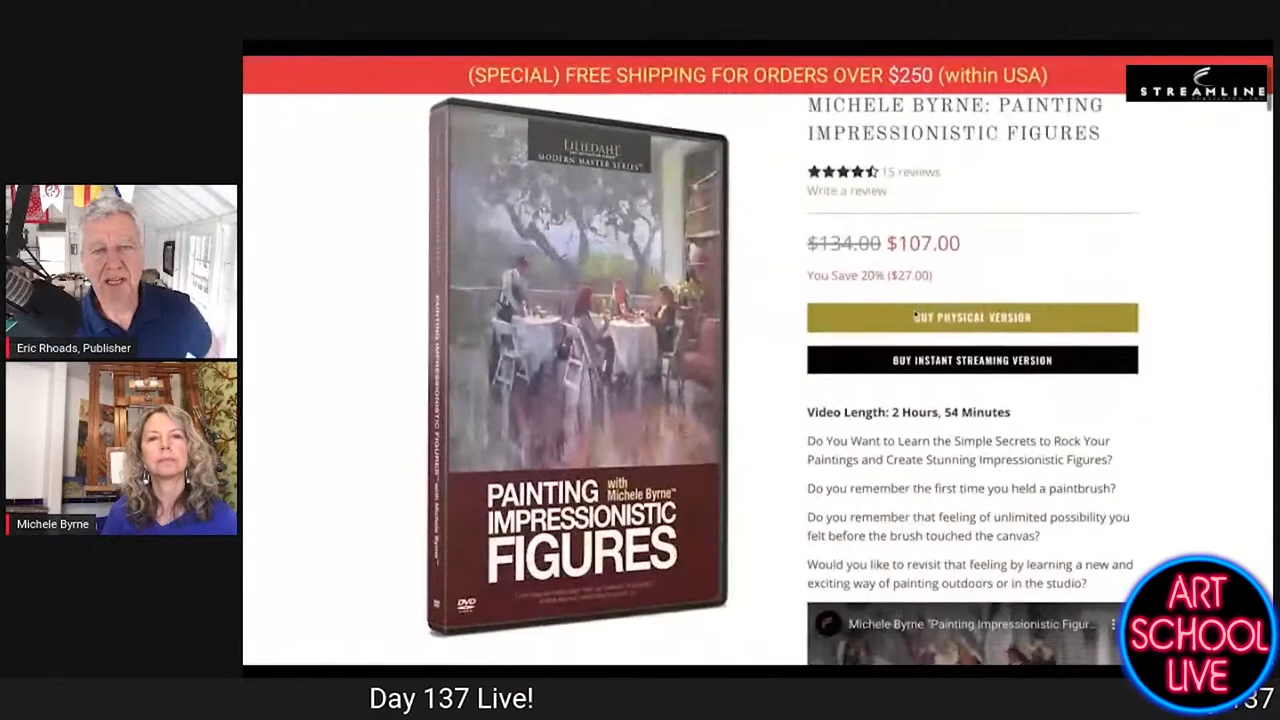 (SPECIAL) FREE SHIPPING FOR ORDERS OVER $250 (within USA)
STREAMLINE
MICHELE BYRNE: PAINTING
IMPRESSIONISTIC FIGURES
15 reviews
Write a review
$134.00 $107.00
You Save 20% ($27.00)
BUY PHYSICAL VERSION
BUY INSTANT STREAMING VERSION
Video Length: 2 Hours, 54 Minutes
Do You Want to Learn the Simple Secrets to Rock Your
Paintings and Create Stunning Impressionistic Figures?
Do you remember the first time you held a paintbrush?
Do you remember that feeling of unlimited possibility you
felt before the brush touched the canvas?
Would you like to revisit that feeling by learning a new and
exciting way of painting outdoors or in the studio?
Michele Byrne "Painting Impressionistic Figur...
LILIEDAHL
MODERN MASTER SERIES™
PAINTING with
Michele Byrne™
IMPRESSIONISTIC
FIGURES
DVD
Eric Rhoads, Publisher
Michele Byrne
ART
SCHOOL
LIVE
Day 137 Live!
137